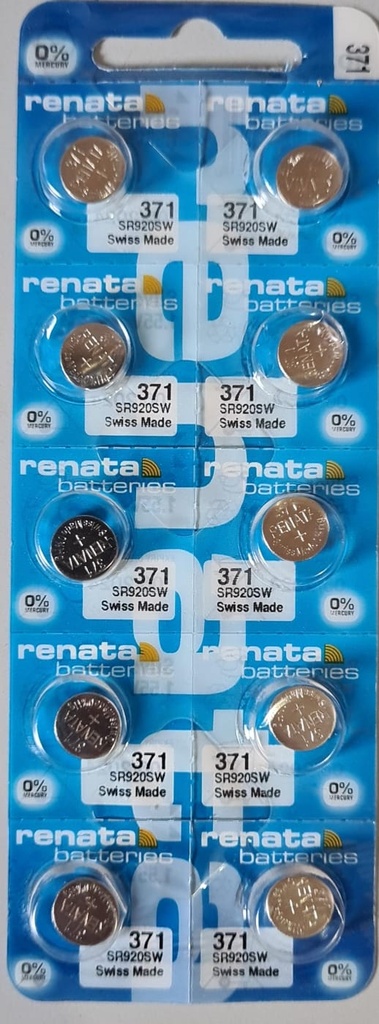 0%
MERCURY
371
renata
batteries
371
SR920SW
Swiss Made
0%
MERCURY
renata
batteries
371
SR920SW
Swiss Made
0%
MERCURY
renata
batteries
371
SR920SW
Swiss Made
0%
MERCURY
renata
batteries
371
SR920SW
Swiss Made
0%
MERCURY
renata
batteries
371
SR920SW
Swiss Made
0%
MERCURY
renata
batteries
RENATA
371
SR920SW
Swiss Made
0%
MERCURY
renata
batteries
RENATA
371
SR920SW
Swiss Made
0%
MERCURY
renata
batteries
371
SR920SW
Swiss Made
0%
MERCURY
renata
batteries
371
SR920SW
Swiss Made
0%
MERCURY
renata
batteries
371
SR920SW
Swiss Made
0%
MERCURY